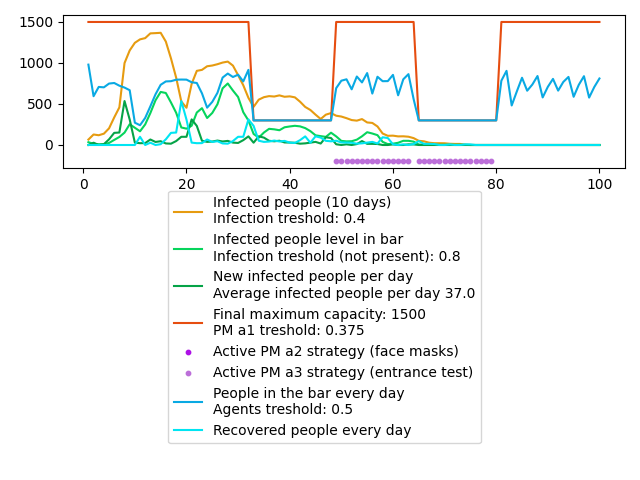 1500
1000
500
0
0 20 40 60 80 100
Infected people (10 days)
Infection treshold: 0.4
Infected people level in bar
Infection treshold (not present): 0.8
New infected people per day
Average infected people per day 37.0
Final maximum capacity: 1500
PM a1 treshold: 0.375
Active PM a2 strategy (face masks)
Active PM a3 strategy (entrance test)
People in the bar every day
Agents treshold: 0.5
Recovered people every day